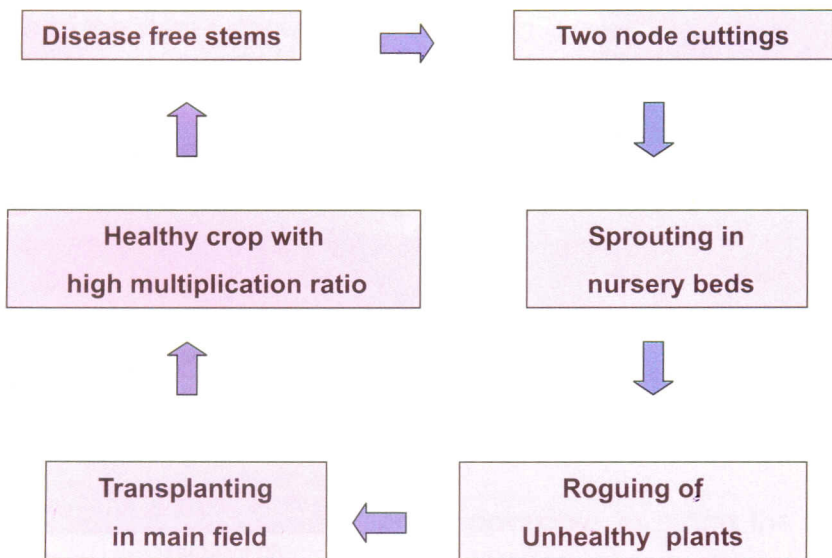 Disease free stems
Two node cuttings
Healthy crop with
high multiplication ratio
Sprouting in
nursery beds
Transplanting
in main field
Roguing of
Unhealthy plants